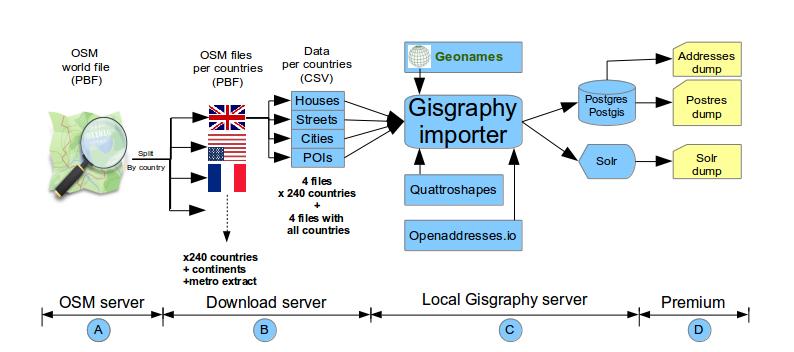 OSM
world file
(PBF)
OSM files
per countries
(PBF)
Data
per countries
(CSV)
Geonames
Addresses
dump
Houses
Streets
Cities
POIs
Gisgraphy
importer
Postgres
Postgis
Postres
dump
Split
By country
Solr
Solr
dump
4 files
x 240 countries
+
4 files with
all countries
Quattroshapes
Openaddresses.io
x240 countries
+ continents
+metro extract
OSM server
Download server
Local Gisgraphy server
Premium
A
B
C
D